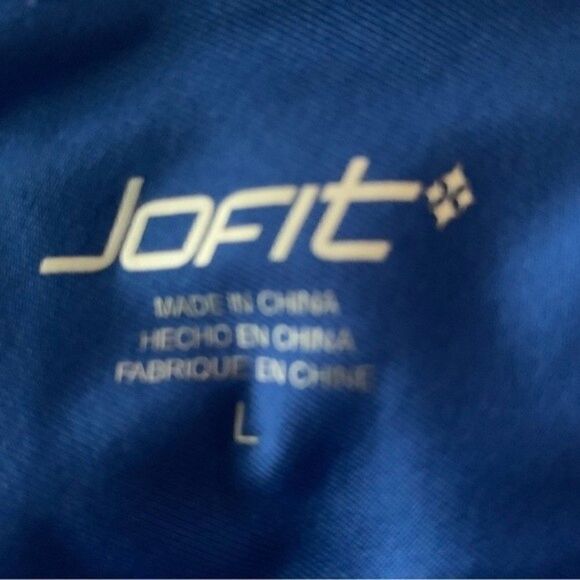 JOFIT
MADE IN CHINA
HECHO EN CHINA
FABRIQUE EN CHINE
L